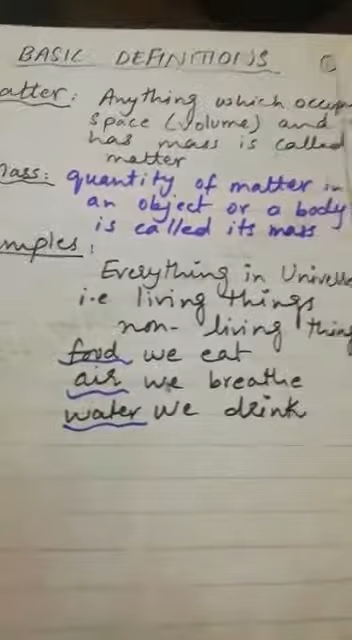 BASIC DEFINITIONS
atter: Anything which occup
space (volume) and
has mass is called
matter
ass: quantity of matter in
an object or a body
is called its mass
mples:
Everything in Universe
i.e living things
non-living thing
food we eat
air we breathe
water we drink